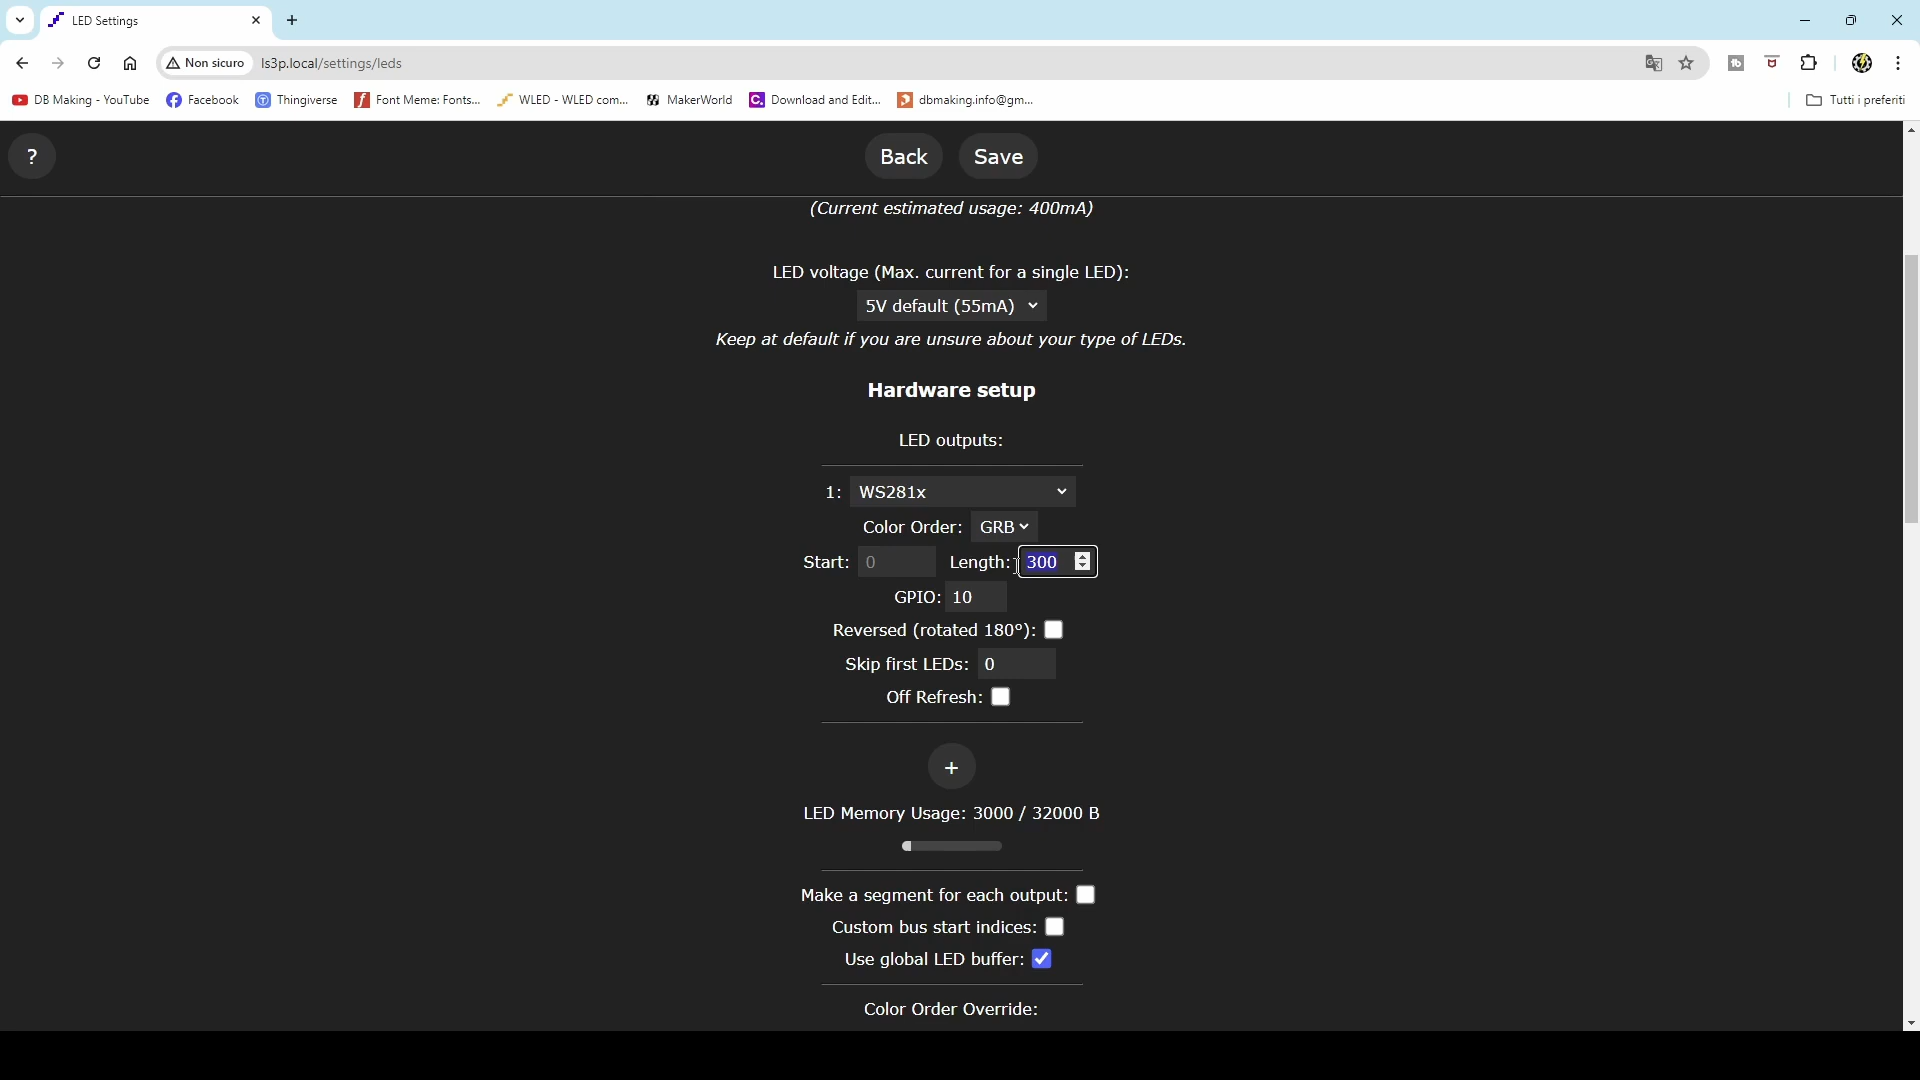 LED Settings
Non sicuro
ls3p.local/settings/leds
DB Making - YouTube
Facebook
Thingiverse
Font Meme: Fonts...
WLED - WLED com...
MakerWorld
Download and Edit...
dbmaking.info@gm...
Tutti i preferiti
?
Back
Save
(Current estimated usage: 400mA)
LED voltage (Max. current for a single LED):
5V default (55mA)
Keep at default if you are unsure about your type of LEDs.
Hardware setup
LED outputs:
1: WS281x
Color Order: GRB
Start: 0 Length: 300
GPIO: 10
Reversed (rotated 180°):
Skip first LEDs: 0
Off Refresh:
+
LED Memory Usage: 3000 / 32000 B
Make a segment for each output:
Custom bus start indices:
Use global LED buffer:
Color Order Override: